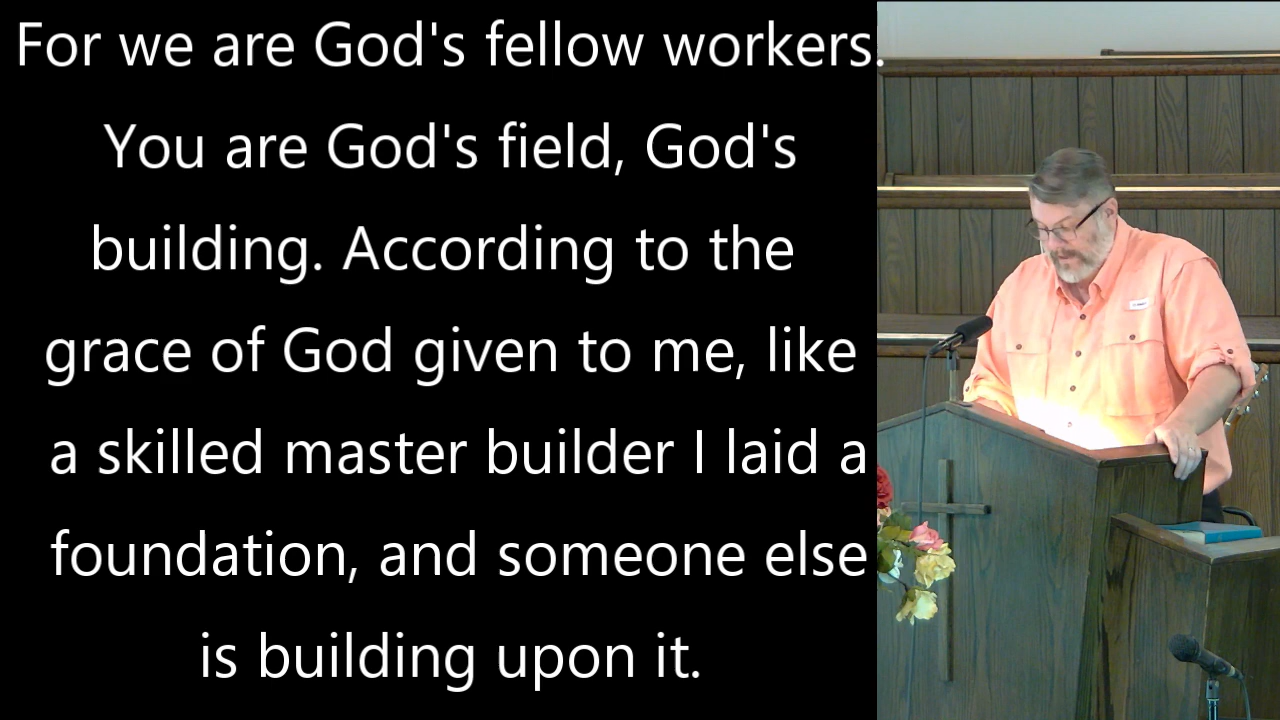 For we are God's fellow workers.
You are God's field, God's
building. According to the
grace of God given to me, like
a skilled master builder I laid a
foundation, and someone else
is building upon it.